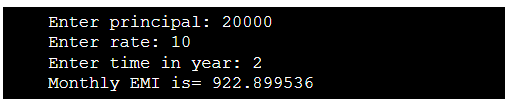 Enter principal: 20000
Enter rate: 10
Enter time in year: 2
Monthly EMI is= 922.899536